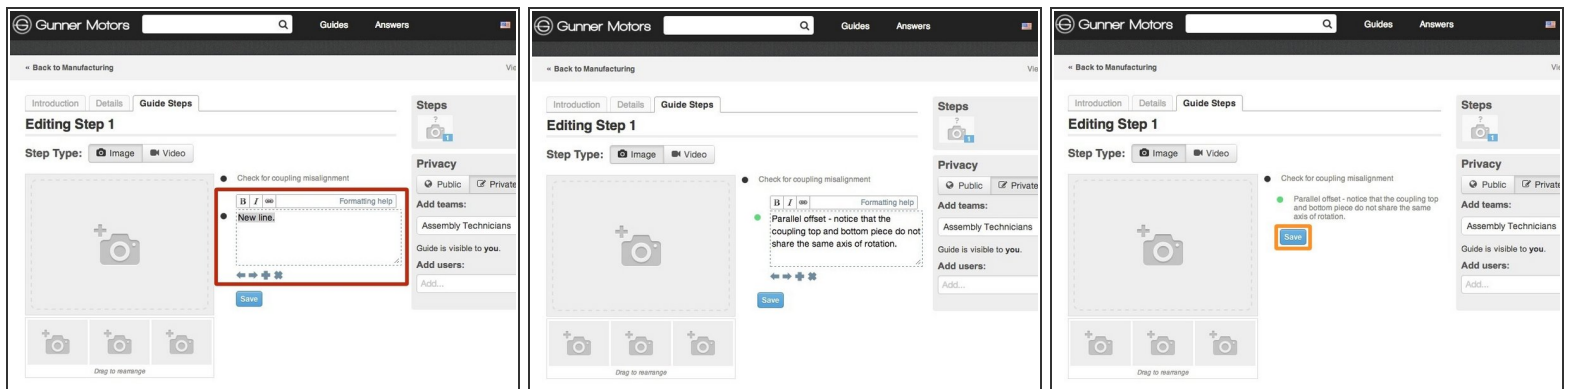 Gunner Motors Guides Answers
« Back to Manufacturing
Introduction Details Guide Steps
Editing Step 1
Step Type: Image Video
Check for coupling misalignment
B I Formatting help
New line.
Save
Drag to rearrange
Steps
?
1
Privacy
Public Private
Add teams:
Assembly Technicians
Guide is visible to you.
Add users:
Add...
Gunner Motors Guides Answers
« Back to Manufacturing
Introduction Details Guide Steps
Editing Step 1
Step Type: Image Video
Check for coupling misalignment
B I Formatting help
Parallel offset - notice that the
coupling top and bottom piece do not
share the same axis of rotation.
Save
Drag to rearrange
Steps
?
1
Privacy
Public Private
Add teams:
Assembly Technicians
Guide is visible to you.
Add users:
Add...
Gunner Motors Guides Answers
« Back to Manufacturing
Introduction Details Guide Steps
Editing Step 1
Step Type: Image Video
Check for coupling misalignment
Parallel offset - notice that the coupling top
and bottom piece do not share the same
axis of rotation.
Save
Drag to rearrange
Steps
?
1
Privacy
Public Private
Add teams:
Assembly Technicians
Guide is visible to you.
Add users:
Add...